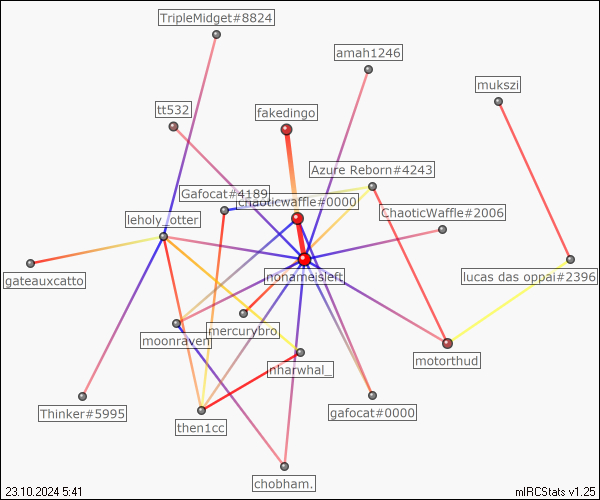 TripleMidget#8824
amah1246
mukszi
tt532
fakedingo
Azure Reborn#4243
Gafocat#4189
chaoticwaffle#0000
ChaoticWaffle#2006
leholy_otter
nonameisleft
lucas das oppai#2396
gateauxcatto
mercurybro
moonraven
motorthud
nharwhal_
Thinker#5995
gafocat#0000
then1cc
chobham.
23.10.2024 5:41
mIRCStats v1.25